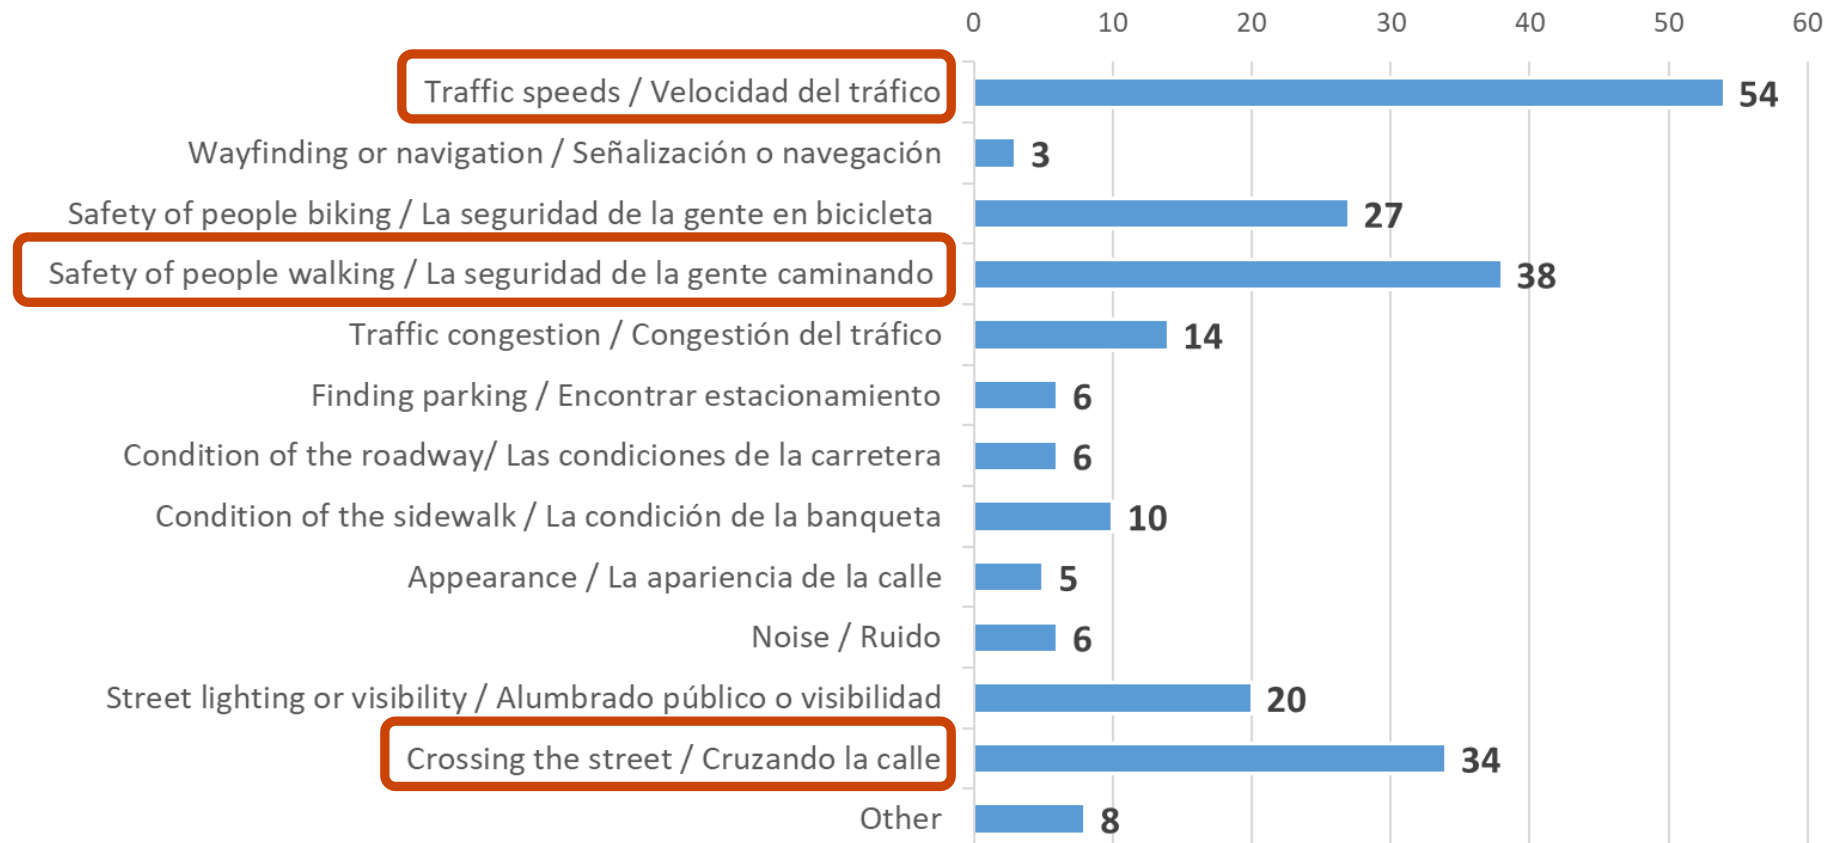 0 10 20 30 40 50 60
Traffic speeds / Velocidad del tráfico 54
Wayfinding or navigation / Señalización o navegación 3
Safety of people biking / La seguridad de la gente en bicicleta 27
Safety of people walking / La seguridad de la gente caminando 38
Traffic congestion / Congestión del tráfico 14
Finding parking / Encontrar estacionamiento 6
Condition of the roadway/ Las condiciones de la carretera 6
Condition of the sidewalk / La condición de la banqueta 10
Appearance / La apariencia de la calle 5
Noise / Ruido 6
Street lighting or visibility / Alumbrado público o visibilidad 20
Crossing the street / Cruzando la calle 34
Other 8